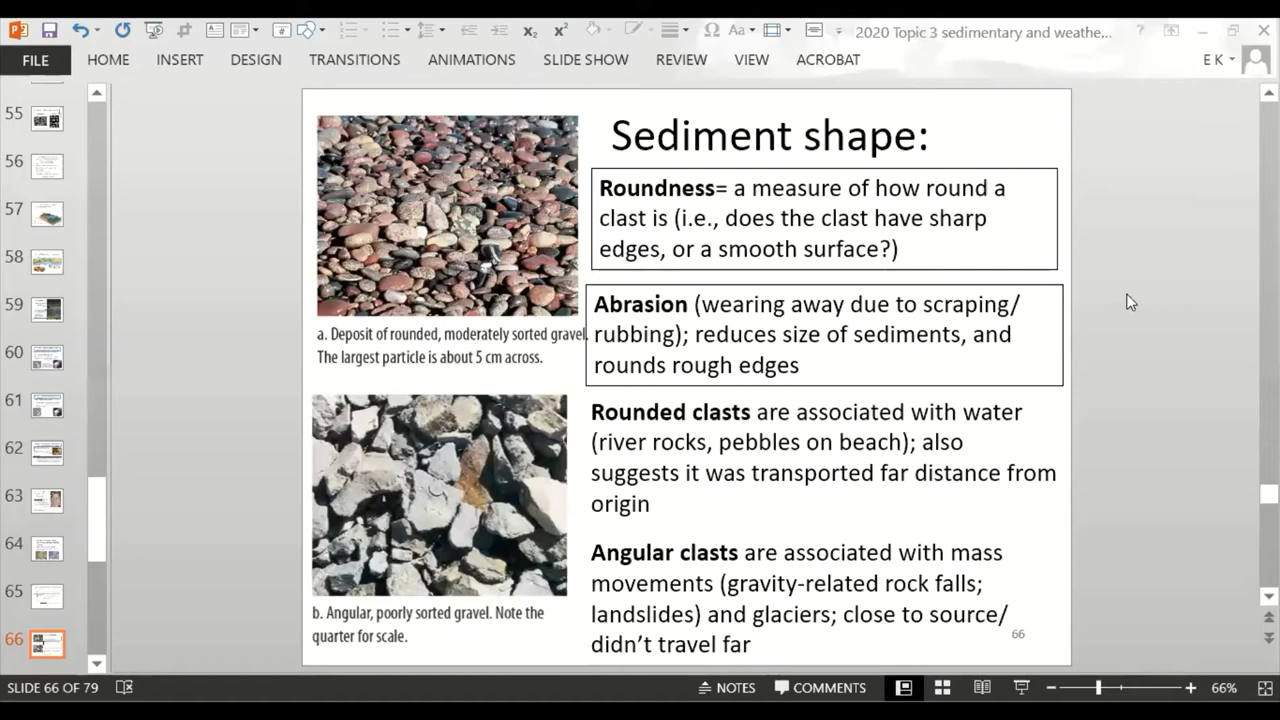 2020 Topic 3 sedimentary and weathe...
FILE HOME INSERT DESIGN TRANSITIONS ANIMATIONS SLIDE SHOW REVIEW VIEW ACROBAT E K
55
56
57
58
59
60
61
62
63
64
65
66
Sediment shape:
Roundness= a measure of how round a
clast is (i.e., does the clast have sharp
edges, or a smooth surface?)
Abrasion (wearing away due to scraping/
rubbing); reduces size of sediments, and
rounds rough edges
a. Deposit of rounded, moderately sorted gravel.
The largest particle is about 5 cm across.
Rounded clasts are associated with water
(river rocks, pebbles on beach); also
suggests it was transported far distance from
origin
Angular clasts are associated with mass
movements (gravity-related rock falls;
landslides) and glaciers; close to source/
didn't travel far
b. Angular, poorly sorted gravel. Note the
quarter for scale.
66
SLIDE 66 OF 79 NOTES COMMENTS 66%